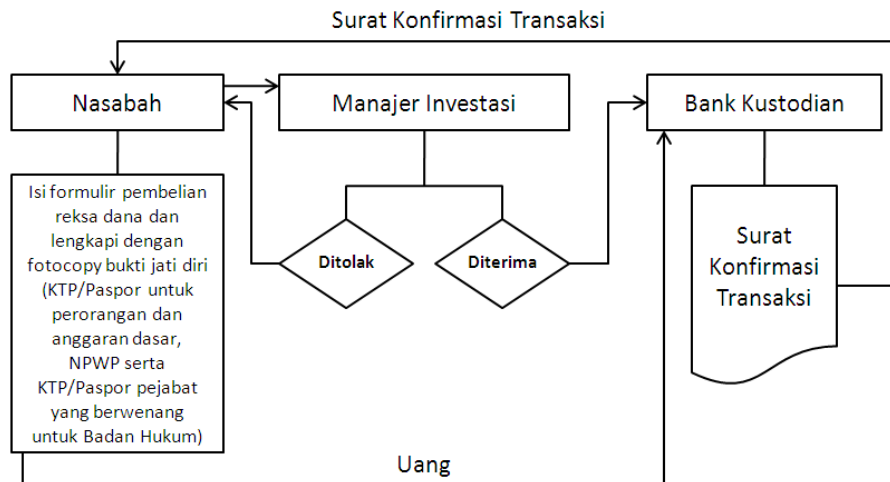 Surat Konfirmasi Transaksi
Nasabah
Manajer Investasi
Bank Kustodian
Isi formulir pembelian
reksa dana dan
lengkapi dengan
fotocopy bukti jati diri
(KTP/Paspor untuk
perorangan dan
anggaran dasar,
NPWP serta
KTP/Paspor pejabat
yang berwenang
untuk Badan Hukum)
Ditolak
Diterima
Surat
Konfirmasi
Transaksi
Uang